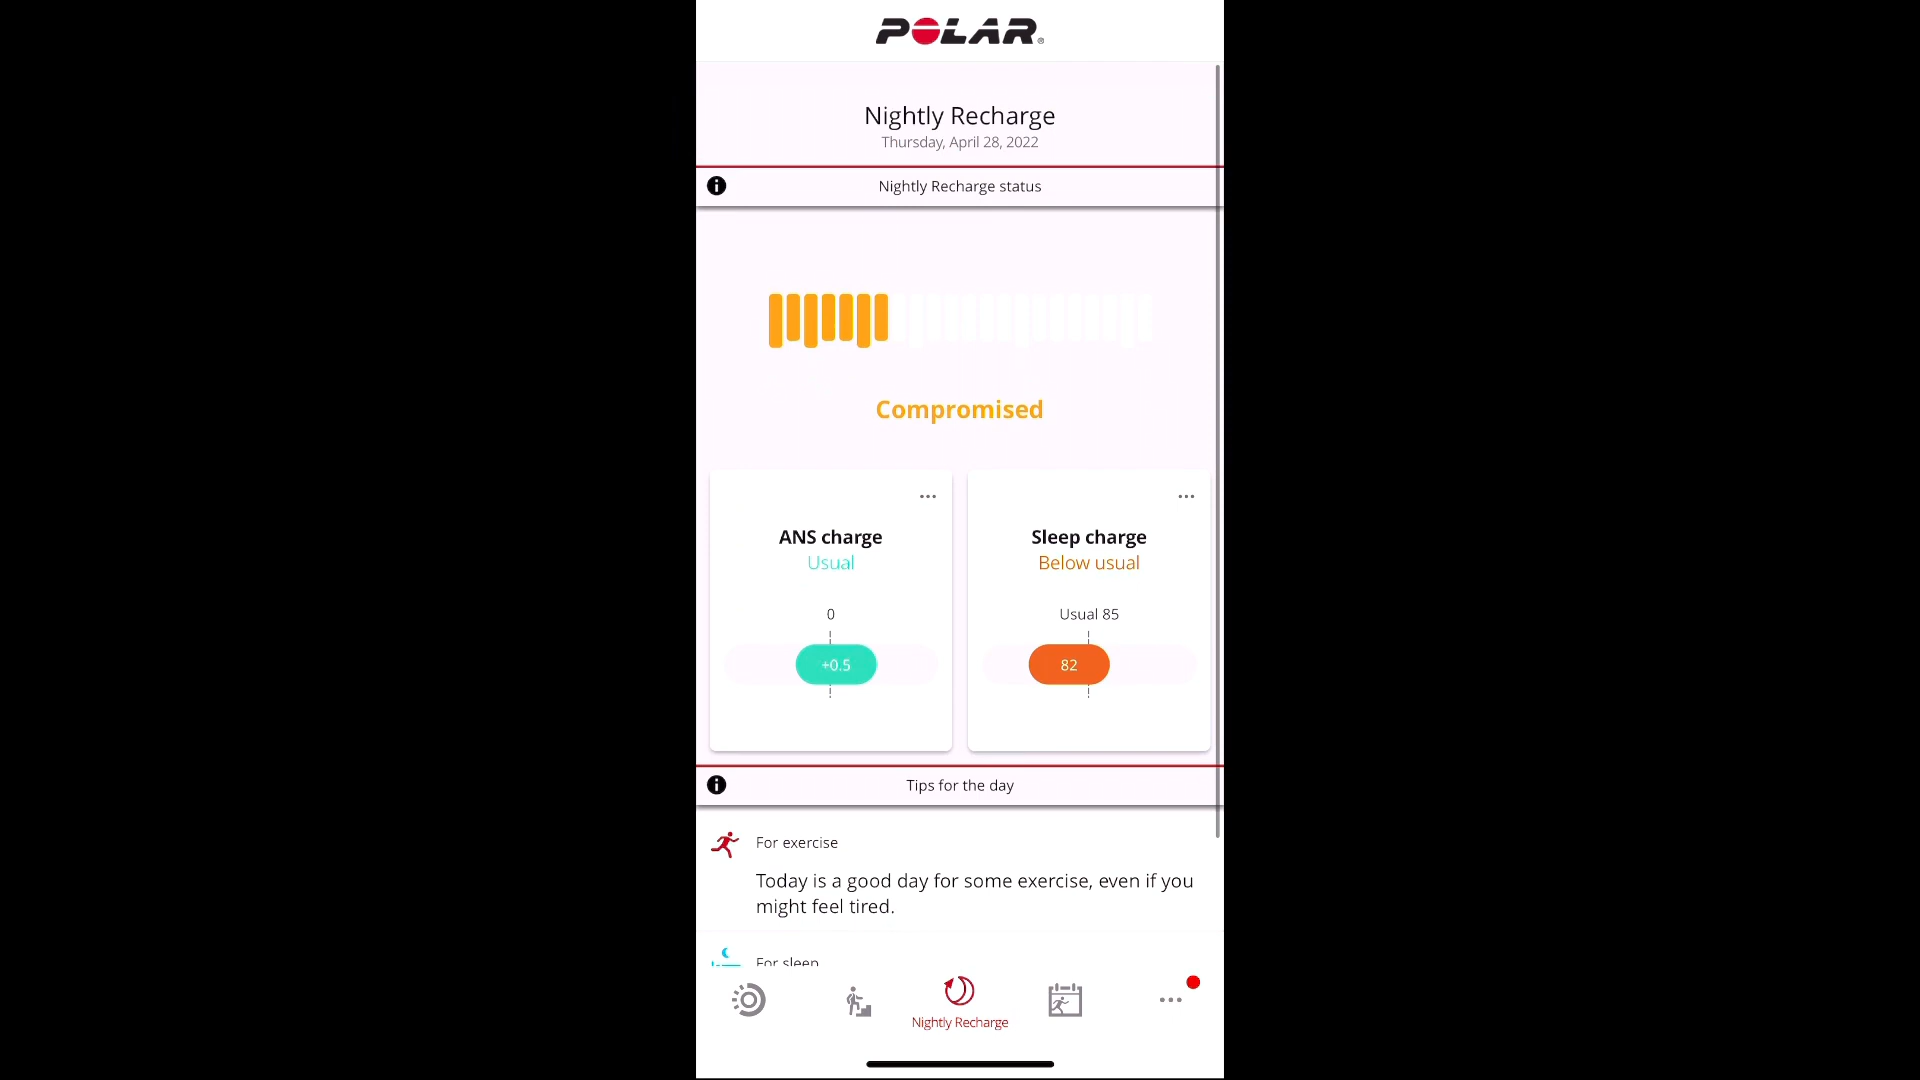 POLAR®
Nightly Recharge
Thursday, April 28, 2022
Nightly Recharge status
Compromised
ANS charge
Usual
0
+0.5
Sleep charge
Below usual
Usual 85
82
Tips for the day
For exercise
Today is a good day for some exercise, even if you
might feel tired.
For sleep
Nightly Recharge